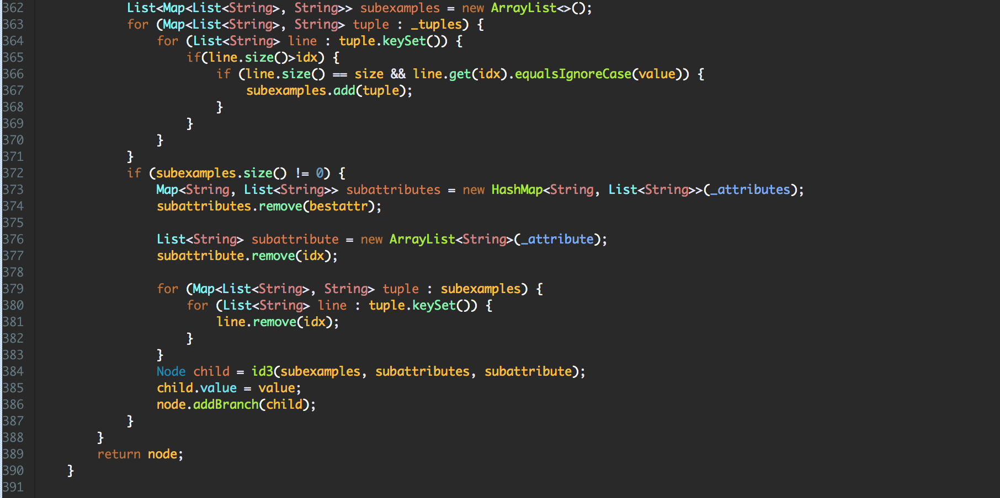 362 List<Map<List<String>, String>> subexamples = new ArrayList<>();
363 for (Map<List<String>, String> tuple : _tuples) {
364 for (List<String> line : tuple.keySet()) {
365 if(line.size()>idx) {
366 if (line.size() == size && line.get(idx).equalsIgnoreCase(value)) {
367 subexamples.add(tuple);
368 }
369 }
370 }
371 }
372 if (subexamples.size() != 0) {
373 Map<String, List<String>> subattributes = new HashMap<String, List<String>>(_attributes);
374 subattributes.remove(bestattr);
375
376 List<String> subattribute = new ArrayList<String>(_attribute);
377 subattribute.remove(idx);
378
379 for (Map<List<String>, String> tuple : subexamples) {
380 for (List<String> line : tuple.keySet()) {
381 line.remove(idx);
382 }
383 }
384 Node child = id3(subexamples, subattributes, subattribute);
385 child.value = value;
386 node.addBranch(child);
387 }
388 }
389 return node;
390 }
391